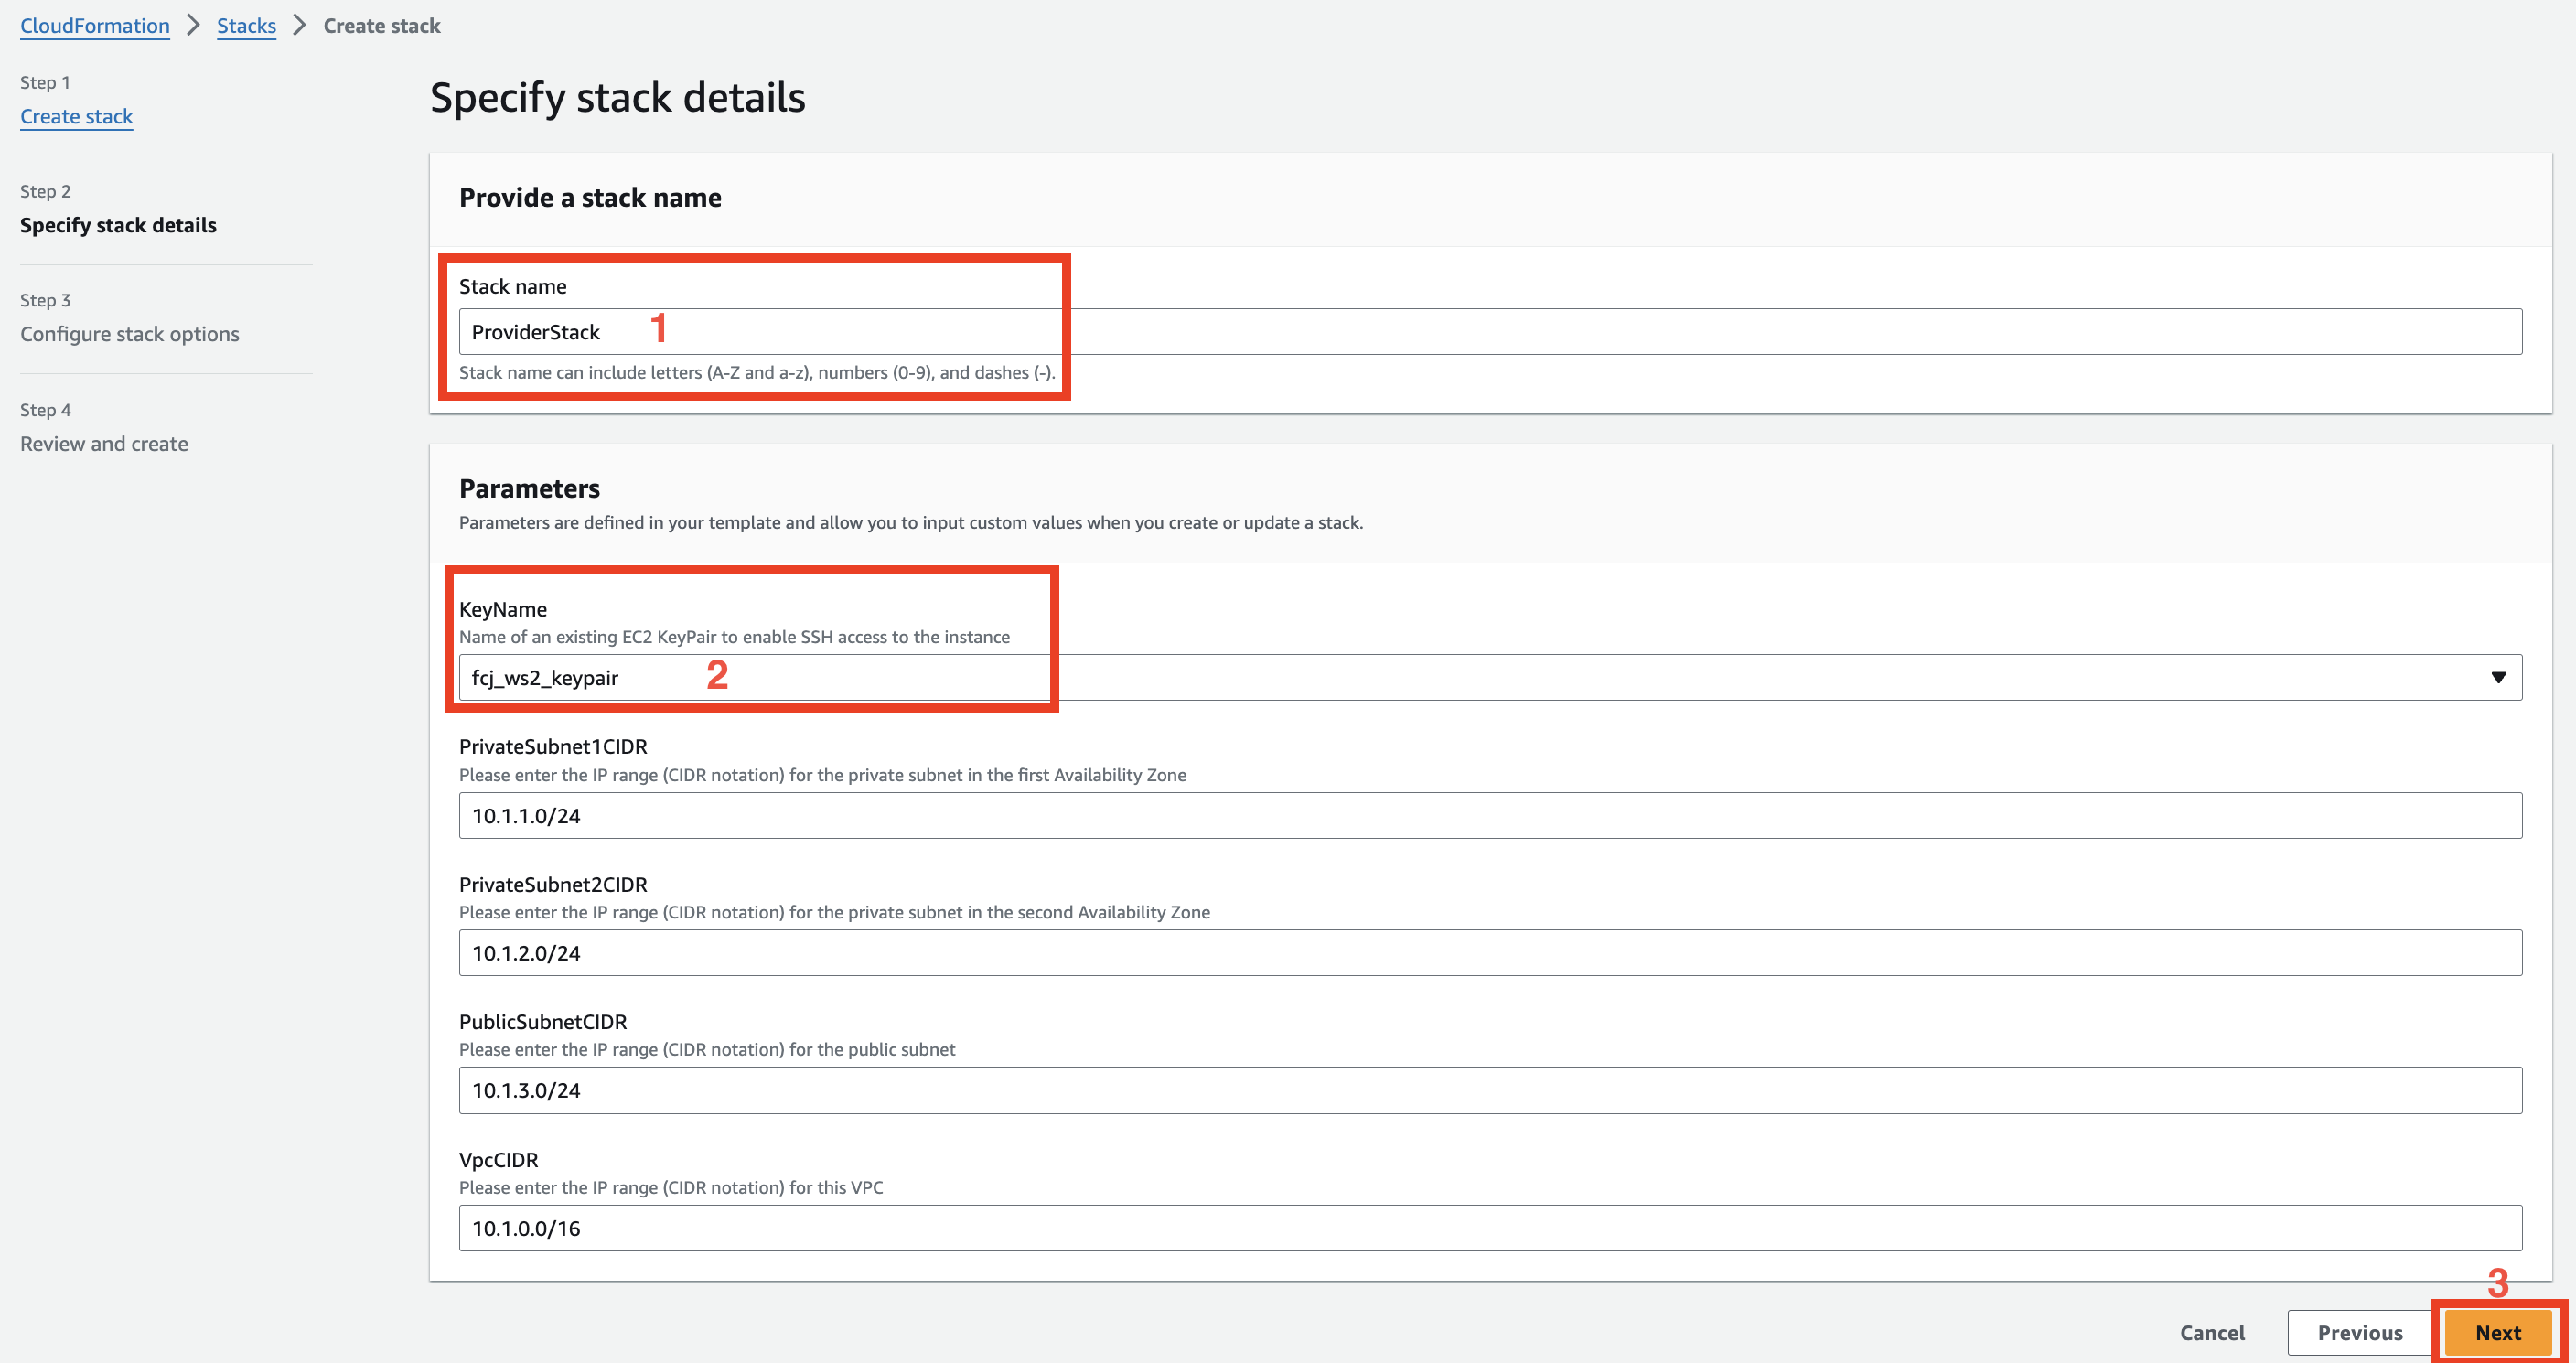 CloudFormation > Stacks > Create stack
Step 1
Create stack
Step 2
Specify stack details
Step 3
Configure stack options
Step 4
Review and create
Specify stack details
Provide a stack name
Stack name
ProviderStack 1
Stack name can include letters (A-Z and a-z), numbers (0-9), and dashes (-).
Parameters
Parameters are defined in your template and allow you to input custom values when you create or update a stack.
KeyName
Name of an existing EC2 KeyPair to enable SSH access to the instance
fcj_ws2_keypair 2
PrivateSubnet1CIDR
Please enter the IP range (CIDR notation) for the private subnet in the first Availability Zone
10.1.1.0/24
PrivateSubnet2CIDR
Please enter the IP range (CIDR notation) for the private subnet in the second Availability Zone
10.1.2.0/24
PublicSubnetCIDR
Please enter the IP range (CIDR notation) for the public subnet
10.1.3.0/24
VpcCIDR
Please enter the IP range (CIDR notation) for this VPC
10.1.0.0/16
3
Cancel Previous Next